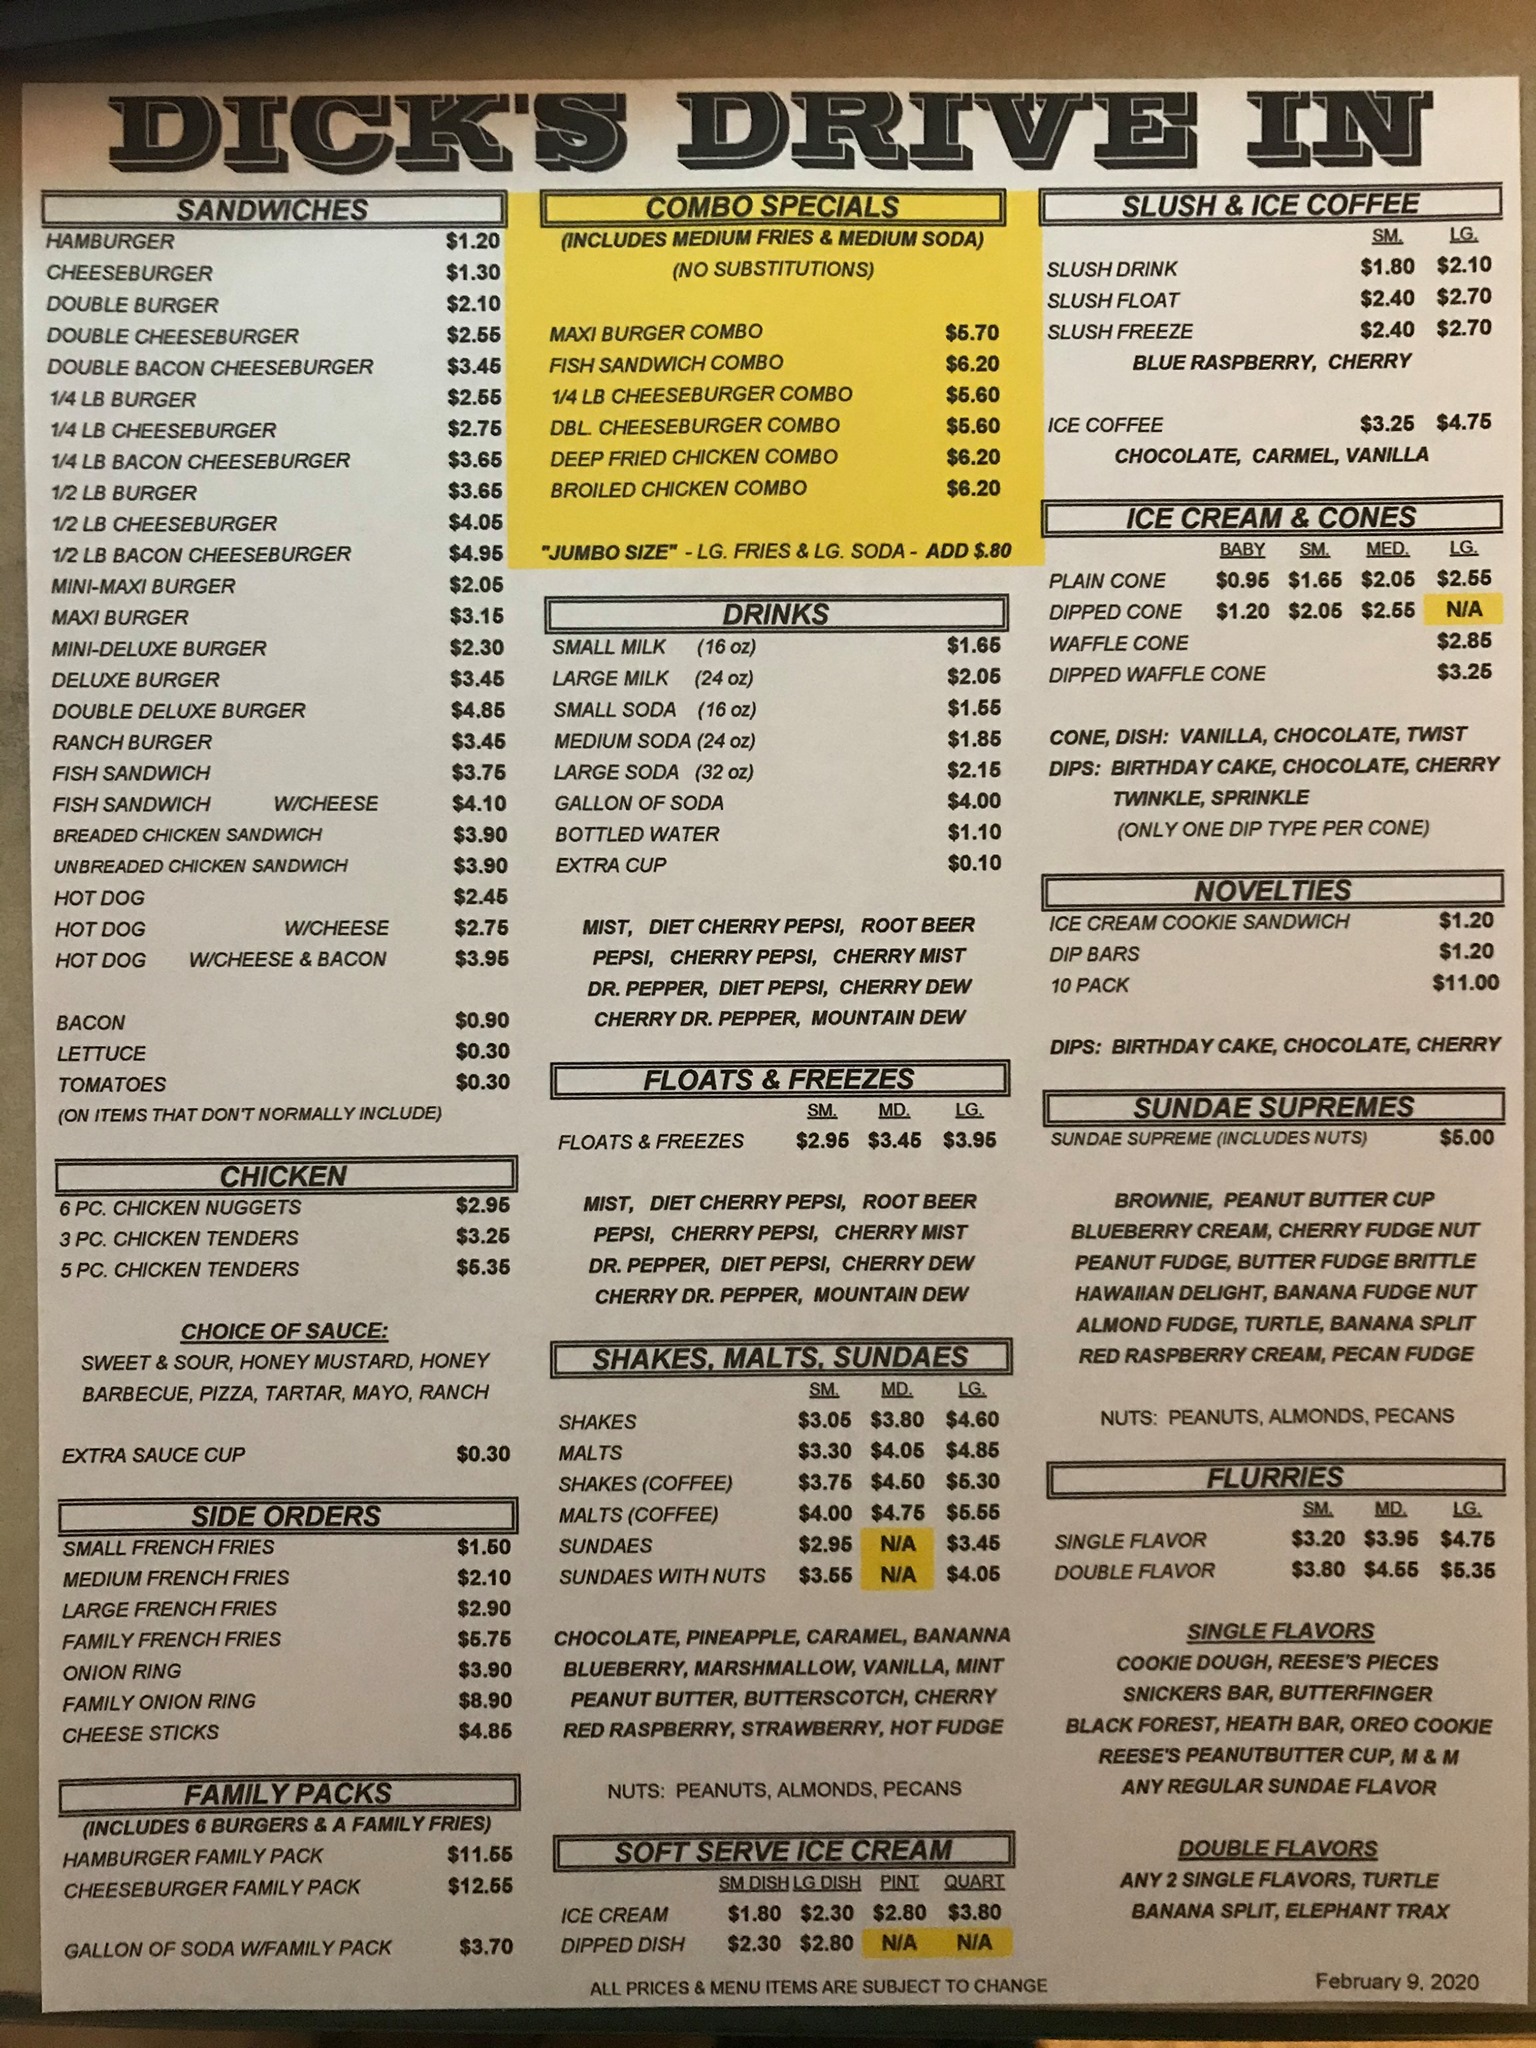 DICK'S DRIVE IN
SANDWICHES
HAMBURGER $1.20
CHEESEBURGER $1.30
DOUBLE BURGER $2.10
DOUBLE CHEESEBURGER $2.55
DOUBLE BACON CHEESEBURGER $3.45
1/4 LB BURGER $2.55
1/4 LB CHEESEBURGER $2.75
1/4 LB BACON CHEESEBURGER $3.65
1/2 LB BURGER $3.65
1/2 LB CHEESEBURGER $4.05
1/2 LB BACON CHEESEBURGER $4.95
MINI-MAXI BURGER $2.05
MAXI BURGER $3.15
MINI-DELUXE BURGER $2.30
DELUXE BURGER $3.45
DOUBLE DELUXE BURGER $4.85
RANCH BURGER $3.45
FISH SANDWICH $3.75
FISH SANDWICH W/CHEESE $4.10
BREADED CHICKEN SANDWICH $3.90
UNBREADED CHICKEN SANDWICH $3.90
HOT DOG $2.45
HOT DOG W/CHEESE $2.75
HOT DOG W/CHEESE & BACON $3.95
BACON $0.90
LETTUCE $0.30
TOMATOES $0.30
(ON ITEMS THAT DON'T NORMALLY INCLUDE)
CHICKEN
6 PC. CHICKEN NUGGETS $2.95
3 PC. CHICKEN TENDERS $3.25
5 PC. CHICKEN TENDERS $5.35
CHOICE OF SAUCE:
SWEET & SOUR, HONEY MUSTARD, HONEY
BARBECUE, PIZZA, TARTAR, MAYO, RANCH
EXTRA SAUCE CUP $0.30
SIDE ORDERS
SMALL FRENCH FRIES $1.50
MEDIUM FRENCH FRIES $2.10
LARGE FRENCH FRIES $2.90
FAMILY FRENCH FRIES $5.75
ONION RING $3.90
FAMILY ONION RING $8.90
CHEESE STICKS $4.85
FAMILY PACKS
(INCLUDES 6 BURGERS & A FAMILY FRIES)
HAMBURGER FAMILY PACK $11.55
CHEESEBURGER FAMILY PACK $12.55
GALLON OF SODA W/FAMILY PACK $3.70
COMBO SPECIALS
(INCLUDES MEDIUM FRIES & MEDIUM SODA)
(NO SUBSTITUTIONS)
MAXI BURGER COMBO $5.70
FISH SANDWICH COMBO $6.20
1/4 LB CHEESEBURGER COMBO $5.60
DBL. CHEESEBURGER COMBO $5.60
DEEP FRIED CHICKEN COMBO $6.20
BROILED CHICKEN COMBO $6.20
"JUMBO SIZE" - LG. FRIES & LG. SODA - ADD $.80
DRINKS
SMALL MILK (16 oz) $1.65
LARGE MILK (24 oz) $2.05
SMALL SODA (16 oz) $1.55
MEDIUM SODA (24 oz) $1.85
LARGE SODA (32 oz) $2.15
GALLON OF SODA $4.00
BOTTLED WATER $1.10
EXTRA CUP $0.10
MIST, DIET CHERRY PEPSI, ROOT BEER
PEPSI, CHERRY PEPSI, CHERRY MIST
DR. PEPPER, DIET PEPSI, CHERRY DEW
CHERRY DR. PEPPER, MOUNTAIN DEW
FLOATS & FREEZES
SM. MD. LG.
FLOATS & FREEZES $2.95 $3.45 $3.95
MIST, DIET CHERRY PEPSI, ROOT BEER
PEPSI, CHERRY PEPSI, CHERRY MIST
DR. PEPPER, DIET PEPSI, CHERRY DEW
CHERRY DR. PEPPER, MOUNTAIN DEW
SHAKES, MALTS, SUNDAES
SM. MD. LG.
SHAKES $3.05 $3.80 $4.60
MALTS $3.30 $4.05 $4.85
SHAKES (COFFEE) $3.75 $4.50 $5.30
MALTS (COFFEE) $4.00 $4.75 $5.55
SUNDAES $2.95 N/A $3.45
SUNDAES WITH NUTS $3.55 N/A $4.05
CHOCOLATE, PINEAPPLE, CARAMEL, BANANNA
BLUEBERRY, MARSHMALLOW, VANILLA, MINT
PEANUT BUTTER, BUTTERSCOTCH, CHERRY
RED RASPBERRY, STRAWBERRY, HOT FUDGE
NUTS: PEANUTS, ALMONDS, PECANS
SOFT SERVE ICE CREAM
SM DISH LG DISH PINT QUART
ICE CREAM $1.80 $2.30 $2.80 $3.80
DIPPED DISH $2.30 $2.80 N/A N/A
SLUSH & ICE COFFEE
SM. LG.
SLUSH DRINK $1.80 $2.10
SLUSH FLOAT $2.40 $2.70
SLUSH FREEZE $2.40 $2.70
BLUE RASPBERRY, CHERRY
ICE COFFEE $3.25 $4.75
CHOCOLATE, CARMEL, VANILLA
ICE CREAM & CONES
BABY SM. MED. LG.
PLAIN CONE $0.95 $1.65 $2.05 $2.55
DIPPED CONE $1.20 $2.05 $2.55 N/A
WAFFLE CONE $2.85
DIPPED WAFFLE CONE $3.25
CONE, DISH: VANILLA, CHOCOLATE, TWIST
DIPS: BIRTHDAY CAKE, CHOCOLATE, CHERRY
TWINKLE, SPRINKLE
(ONLY ONE DIP TYPE PER CONE)
NOVELTIES
ICE CREAM COOKIE SANDWICH $1.20
DIP BARS $1.20
10 PACK $11.00
DIPS: BIRTHDAY CAKE, CHOCOLATE, CHERRY
SUNDAE SUPREMES
SUNDAE SUPREME (INCLUDES NUTS) $5.00
BROWNIE, PEANUT BUTTER CUP
BLUEBERRY CREAM, CHERRY FUDGE NUT
PEANUT FUDGE, BUTTER FUDGE BRITTLE
HAWAIIAN DELIGHT, BANANA FUDGE NUT
ALMOND FUDGE, TURTLE, BANANA SPLIT
RED RASPBERRY CREAM, PECAN FUDGE
NUTS: PEANUTS, ALMONDS, PECANS
FLURRIES
SM. MD. LG.
SINGLE FLAVOR $3.20 $3.95 $4.75
DOUBLE FLAVOR $3.80 $4.55 $5.35
SINGLE FLAVORS
COOKIE DOUGH, REESE'S PIECES
SNICKERS BAR, BUTTERFINGER
BLACK FOREST, HEATH BAR, OREO COOKIE
REESE'S PEANUTBUTTER CUP, M & M
ANY REGULAR SUNDAE FLAVOR
DOUBLE FLAVORS
ANY 2 SINGLE FLAVORS, TURTLE
BANANA SPLIT, ELEPHANT TRAX
ALL PRICES & MENU ITEMS ARE SUBJECT TO CHANGE
February 9, 2020